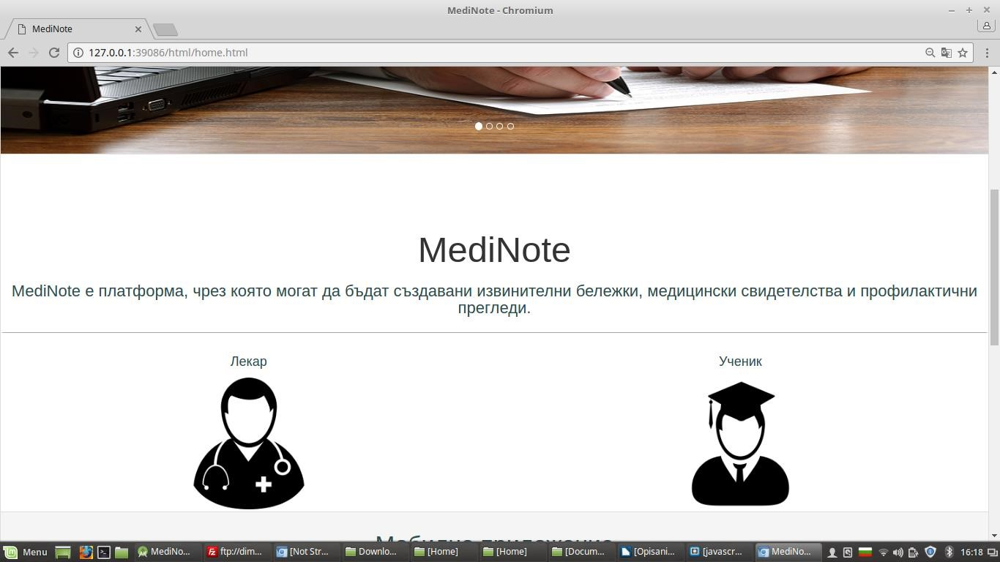 MediNote - Chromium
MediNote
127.0.0.1:39086/html/home.html
MediNote
MediNote е платформа, чрез която могат да бъдат създавани извинителни бележки, медицински свидетелства и профилактични
прегледи.
Лекар
Ученик
Мобилно приложение
Menu
MediNo...
ftp://dim...
[Not Str...
Downlo...
[Home]
[Home]
[Docum...
[Opisani...
[javascr...
MediNo...
16:18